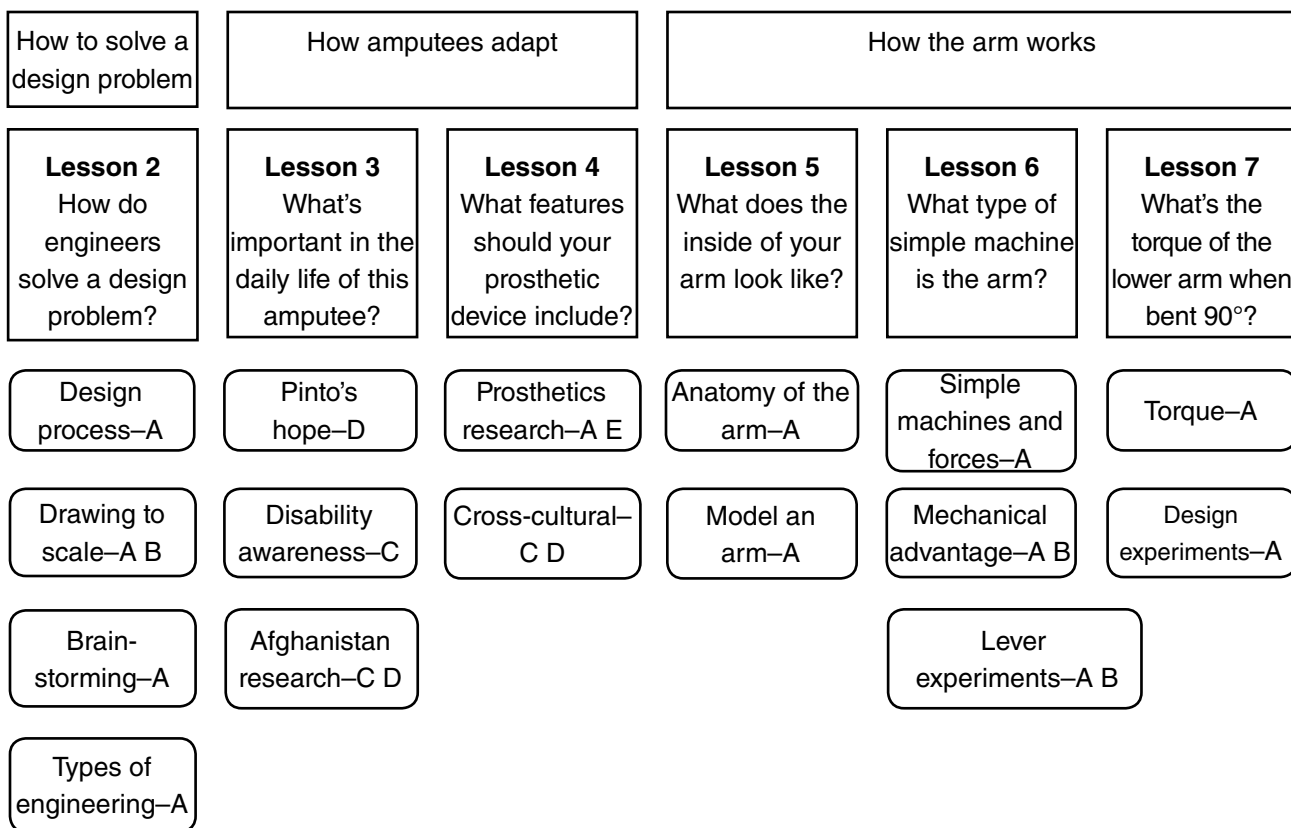 How to solve a
design problem
How amputees adapt
How the arm works
Lesson 2
How do
engineers
solve a design
problem?
Lesson 3
What's
important in the
daily life of this
amputee?
Lesson 4
What features
should your
prosthetic
device include?
Lesson 5
What does the
inside of your
arm look like?
Lesson 6
What type of
simple machine
is the arm?
Lesson 7
What's the
torque of the
lower arm when
bent 90°?
Design
process–A
Pinto's
hope–D
Prosthetics
research–A E
Anatomy of the
arm–A
Simple
machines and
forces–A
Torque–A
Drawing to
scale–A B
Disability
awareness–C
Cross-cultural–
C D
Model an
arm–A
Mechanical
advantage–A B
Design
experiments–A
Brain-
storming–A
Afghanistan
research–C D
Lever
experiments–A B
Types of
engineering–A